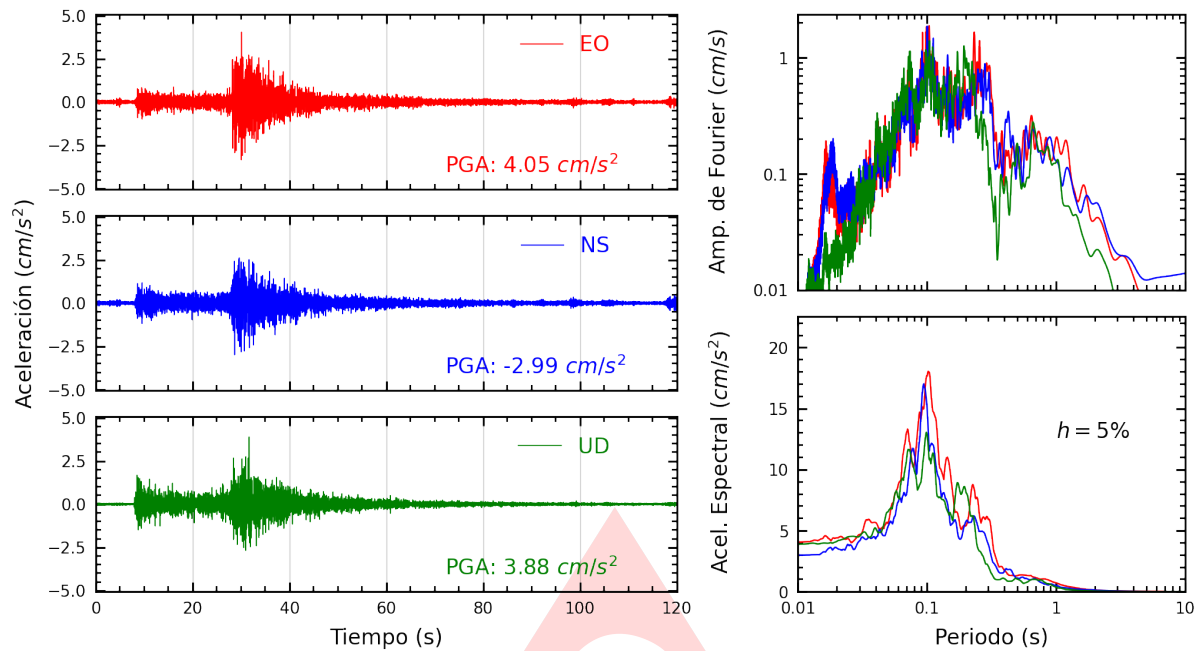 Aceleración (cm/s²)
5.0
2.5
0.0
−2.5
−5.0
EO
PGA: 4.05 cm/s²
5.0
2.5
0.0
−2.5
−5.0
NS
PGA: -2.99 cm/s²
5.0
2.5
0.0
−2.5
−5.0
UD
PGA: 3.88 cm/s²
0 20 40 60 80 100 120
Tiempo (s)
Amp. de Fourier (cm/s)
1
0.1
0.01
Acel. Espectral (cm/s²)
20
15
10
5
0
h = 5%
0.01 0.1 1 10
Periodo (s)